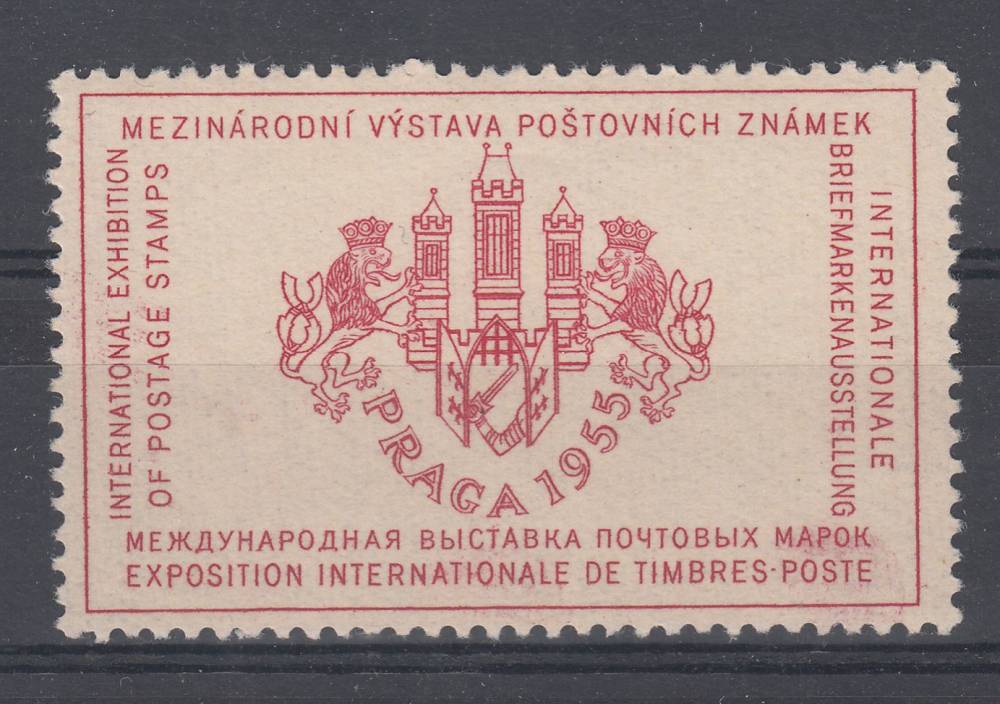 MEZINÁRODNÍ VÝSTAVA POŠTOVNÍCH ZNÁMEK
INTERNATIONAL EXHIBITION
OF POSTAGE STAMPS
INTERNATIONALE
BRIEFMARKENAUSSTELLUNG
PRAGA 1955
МЕЖДУНАРОДНАЯ ВЫСТАВКА ПОЧТОВЫХ МАРОК
EXPOSITION INTERNATIONALE DE TIMBRES-POSTE